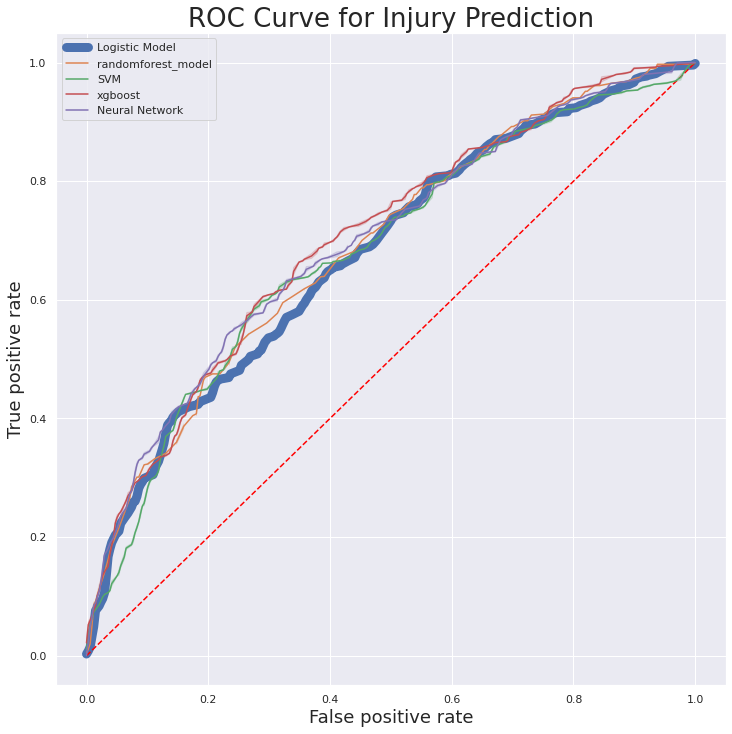 ROC Curve for Injury Prediction
Logistic Model
randomforest_model
SVM
xgboost
Neural Network
1.0
0.8
0.6
0.4
0.2
0.0
True positive rate
0.0 0.2 0.4 0.6 0.8 1.0
False positive rate